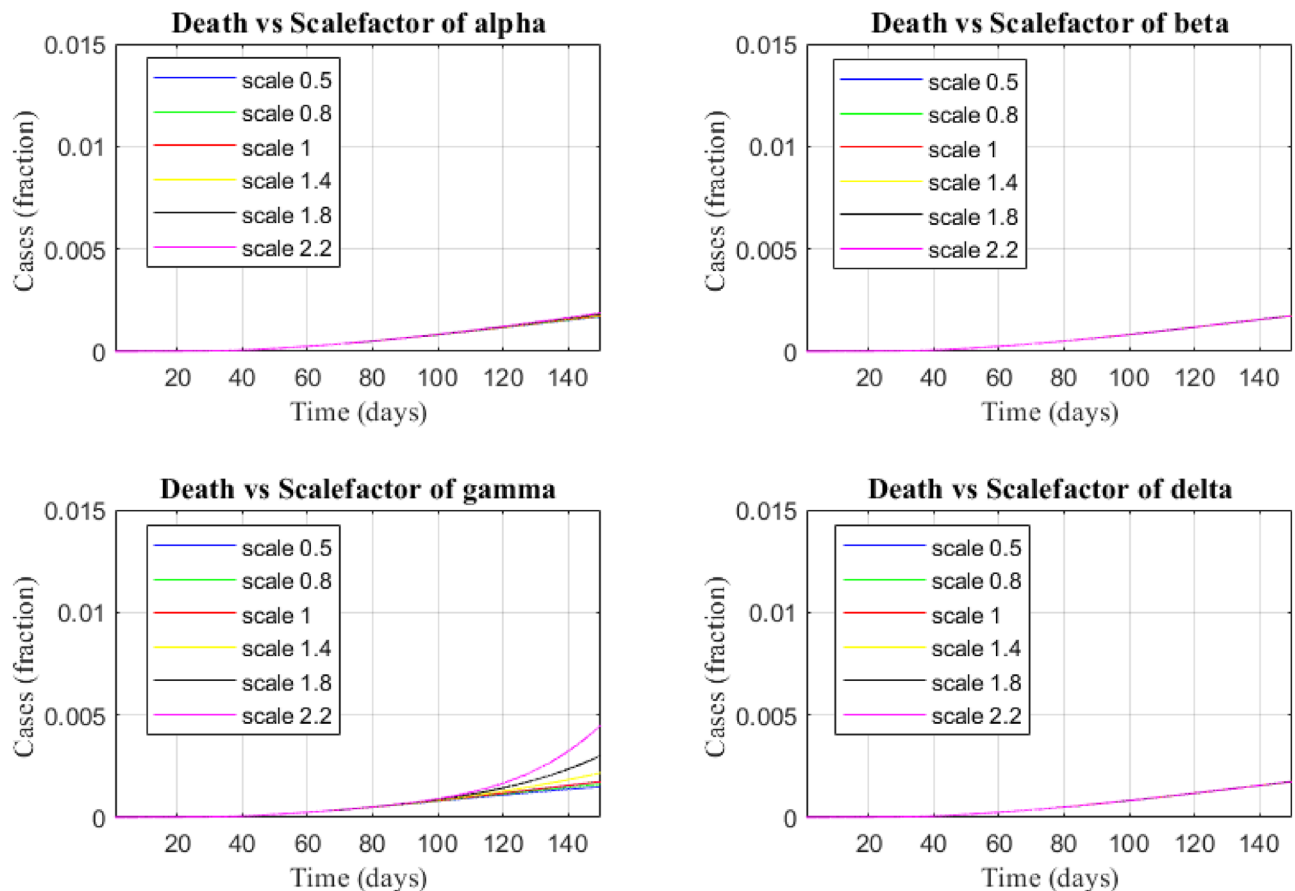 Death vs Scalefactor of alpha
0.015
0.01
0.005
0
Cases (fraction)
scale 0.5
scale 0.8
scale 1
scale 1.4
scale 1.8
scale 2.2
20 40 60 80 100 120 140
Time (days)
Death vs Scalefactor of beta
0.015
0.01
0.005
0
Cases (fraction)
scale 0.5
scale 0.8
scale 1
scale 1.4
scale 1.8
scale 2.2
20 40 60 80 100 120 140
Time (days)
Death vs Scalefactor of gamma
0.015
0.01
0.005
0
Cases (fraction)
scale 0.5
scale 0.8
scale 1
scale 1.4
scale 1.8
scale 2.2
20 40 60 80 100 120 140
Time (days)
Death vs Scalefactor of delta
0.015
0.01
0.005
0
Cases (fraction)
scale 0.5
scale 0.8
scale 1
scale 1.4
scale 1.8
scale 2.2
20 40 60 80 100 120 140
Time (days)